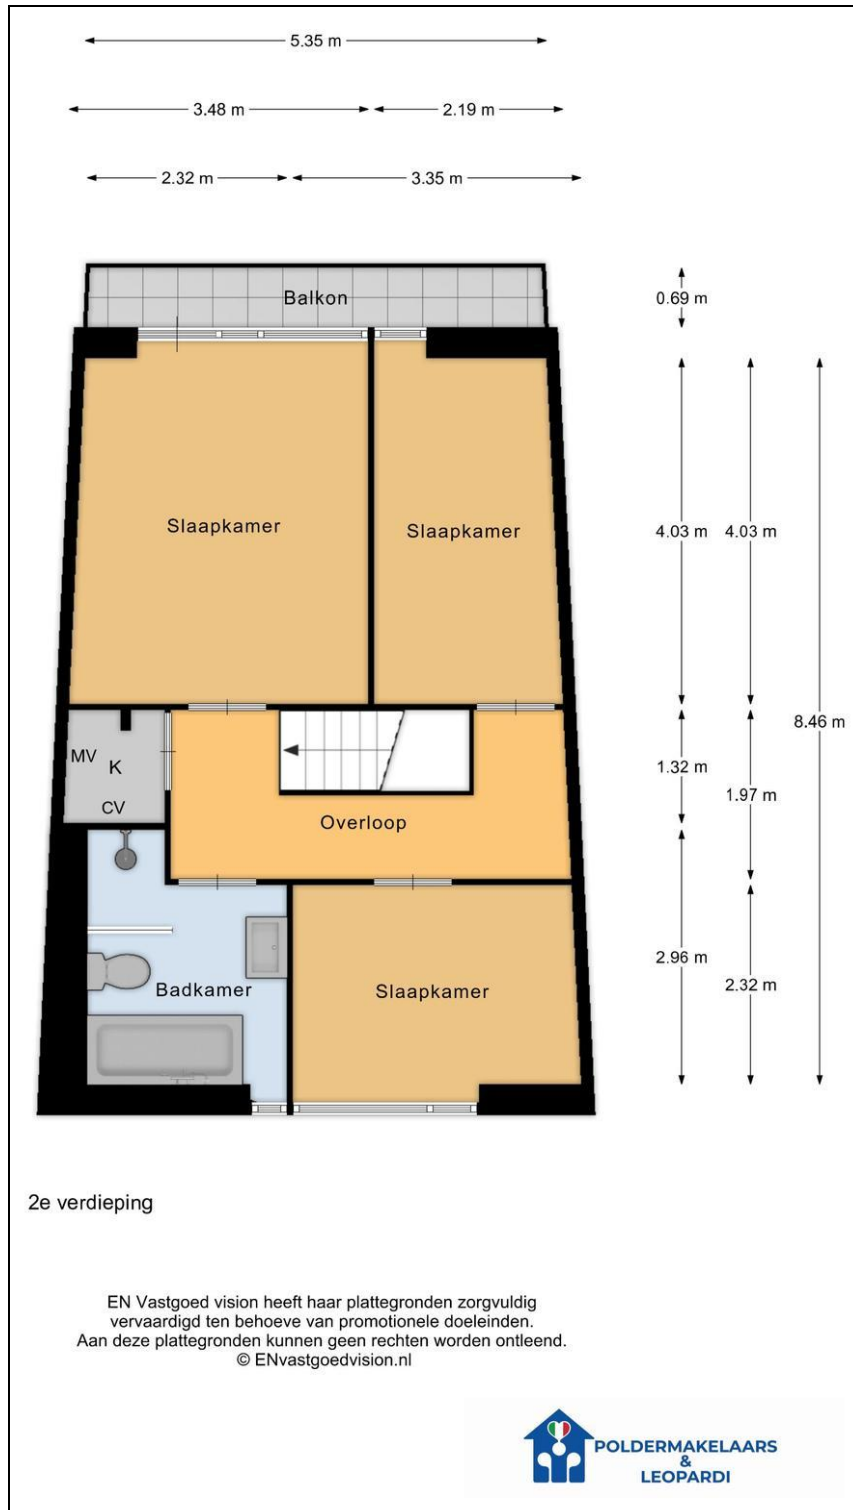 5.35 m
3.48 m
2.19 m
2.32 m
3.35 m
Balkon
0.69 m
Slaapkamer
Slaapkamer
4.03 m
4.03 m
8.46 m
MV
K
CV
1.32 m
1.97 m
Overloop
2.96 m
2.32 m
Badkamer
Slaapkamer
2e verdieping
EN Vastgoed vision heeft haar plattegronden zorgvuldig
vervaardigd ten behoeve van promotionele doeleinden.
Aan deze plattegronden kunnen geen rechten worden ontleend.
© ENvastgoedvision.nl
POLDERMAKELAARS
&
LEOPARDI